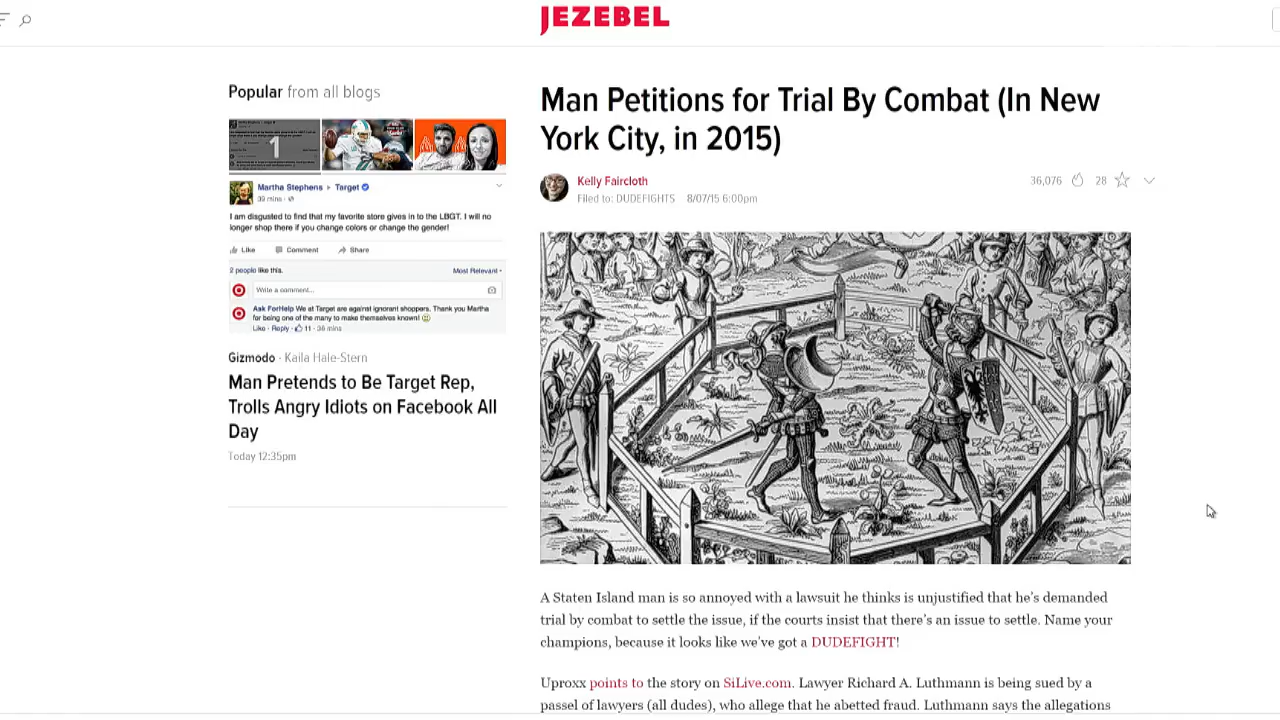 JEZEBEL
Popular from all blogs
1
Martha Stephens ▸ Target
39 mins
I am disgusted to find that my favorite store gives in to the LBGT. I will no
longer shop there if you change colors or change the gender!
Like Comment Share
2 people like this. Most Relevant
Write a comment...
Ask ForHelp We at Target are against ignorant shoppers. Thank you Martha
for being one of the many to make themselves known!
Like · Reply · 11 · 36 mins
Gizmodo · Kaila Hale-Stern
Man Pretends to Be Target Rep,
Trolls Angry Idiots on Facebook All
Day
Today 12:35pm
Man Petitions for Trial By Combat (In New
York City, in 2015)
Kelly Faircloth
Filed to: DUDEFIGHTS 8/07/15 6:00pm
36,076 28
A Staten Island man is so annoyed with a lawsuit he thinks is unjustified that he's demanded
trial by combat to settle the issue, if the courts insist that there's an issue to settle. Name your
champions, because it looks like we've got a DUDEFIGHT!
Uproxx points to the story on SiLive.com. Lawyer Richard A. Luthmann is being sued by a
passel of lawyers (all dudes), who allege that he abetted fraud. Luthmann says the allegations